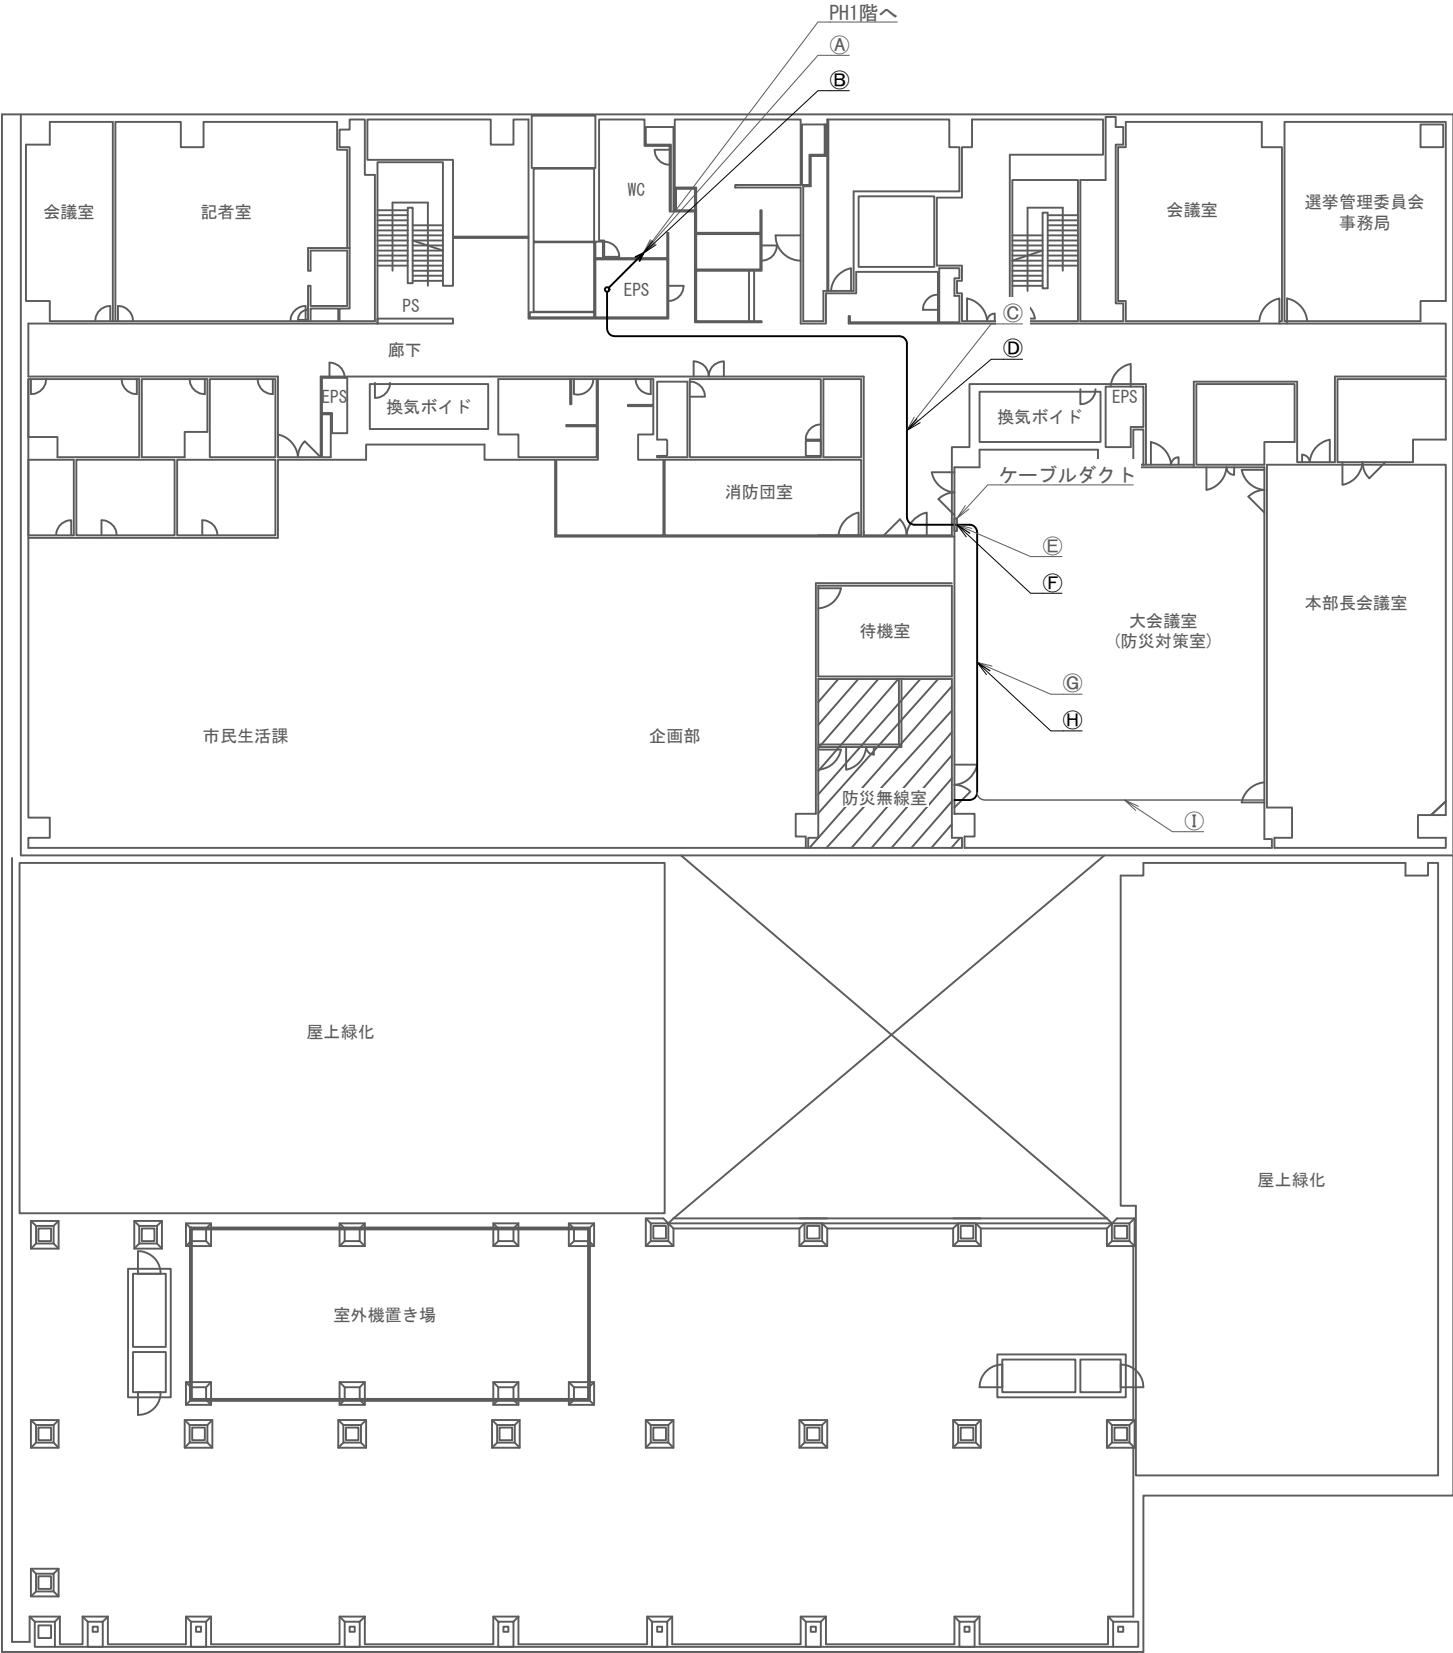 PH1階へ
Ⓐ
Ⓑ
会議室
記者室
WC
会議室
選挙管理委員会
事務局
EPS
PS
Ⓒ
廊下
Ⓓ
EPS
換気ボイド
換気ボイド
EPS
ケーブルダクト
消防団室
Ⓔ
Ⓕ
待機室
大会議室
(防災対策室)
本部長会議室
Ⓖ
Ⓗ
市民生活課
企画部
防災無線室
Ⓘ
屋上緑化
屋上緑化
室外機置き場